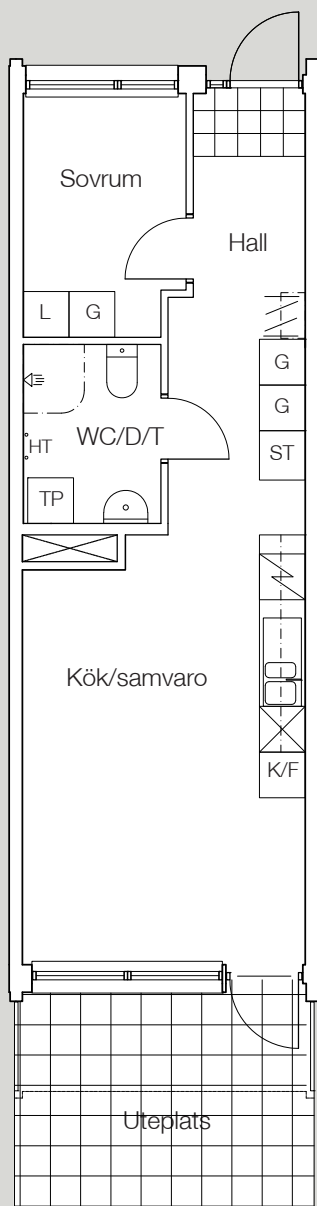 Sovrum
Hall
L
G
G
G
WC/D/T
HT
ST
TP
Kök/samvaro
K/F
Uteplats